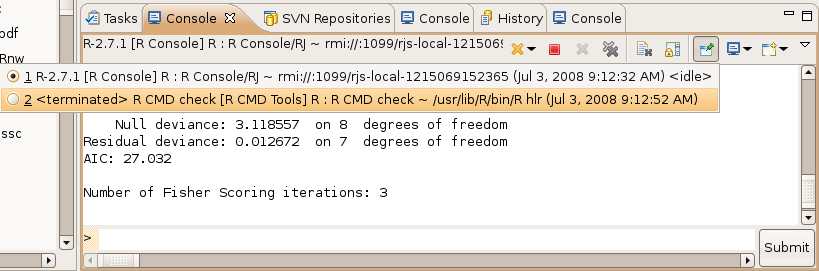 Tasks Console SVN Repositories Console History Console
odf
R-2.7.1 [R Console] R : R Console/RJ ~ rmi://:1099/rjs-local-1215069
Rnw
1 R-2.7.1 [R Console] R : R Console/RJ ~ rmi://:1099/rjs-local-1215069152365 (Jul 3, 2008 9:12:32 AM) <idle>
2 <terminated> R CMD check [R CMD Tools] R : R CMD check ~ /usr/lib/R/bin/R hlr (Jul 3, 2008 9:12:52 AM)
Null deviance: 3.118557 on 8 degrees of freedom
ssc
Residual deviance: 0.012672 on 7 degrees of freedom
AIC: 27.032
Number of Fisher Scoring iterations: 3
>
Submit